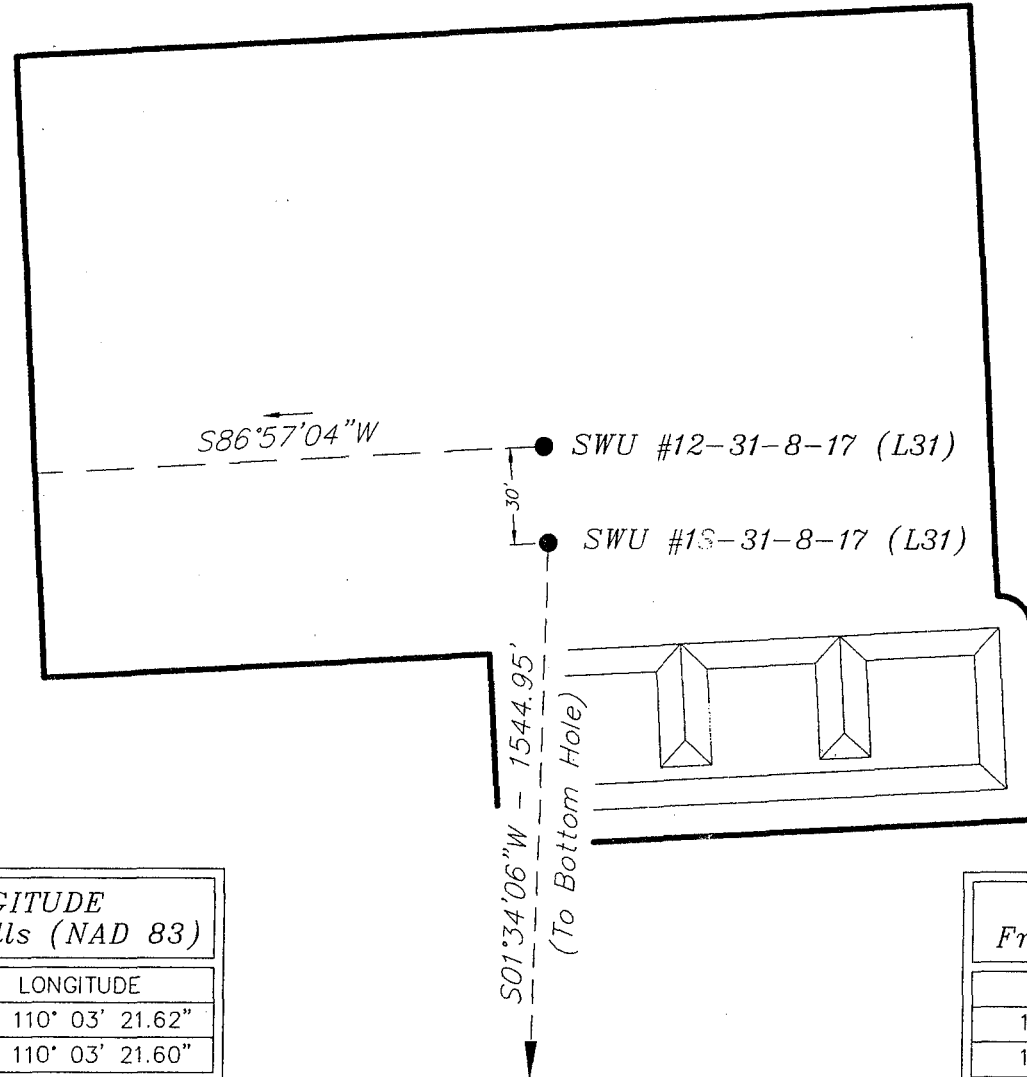 S86°57'04"W
SWU #12-31-8-17 (L31)
30'
SWU #1S-31-8-17 (L31)
S01°34'06"W - 1544.95'
(To Bottom Hole)
GITUDE
lls (NAD 83)
LONGITUDE
110° 03' 21.62"
110° 03' 21.60"
Fr
1
1